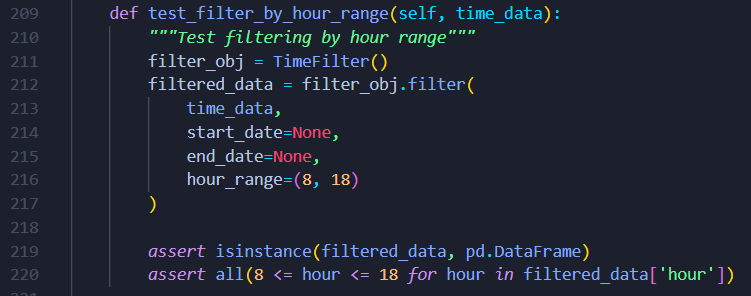 209 def test_filter_by_hour_range(self, time_data):
210 """Test filtering by hour range"""
211 filter_obj = TimeFilter()
212 filtered_data = filter_obj.filter(
213 time_data,
214 start_date=None,
215 end_date=None,
216 hour_range=(8, 18)
217 )
218
219 assert isinstance(filtered_data, pd.DataFrame)
220 assert all(8 <= hour <= 18 for hour in filtered_data['hour'])